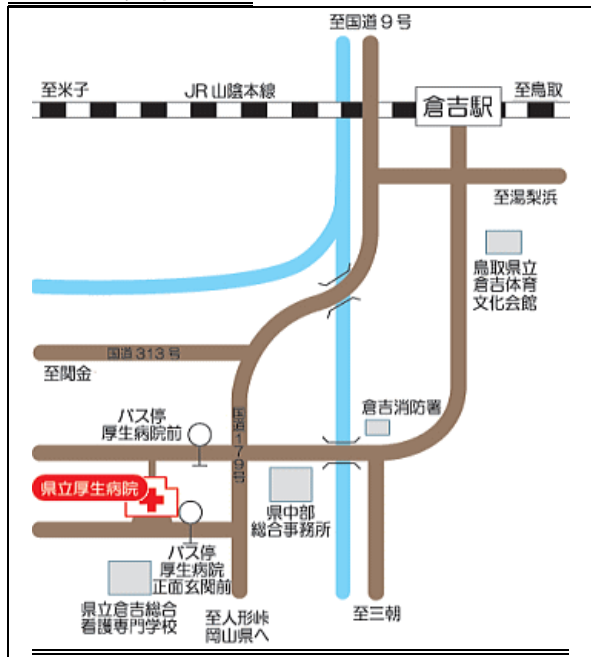 至国道9号
至米子
JR山陰本線
至鳥取
倉吉駅
至湯梨浜
鳥取県立
倉吉体育
文化会館
国道313号
至関金
倉吉消防署
バス停
厚生病院前
国道179号
県立厚生病院
県中部
総合事務所
バス停
厚生病院
正面玄関前
県立倉吉総合
看護専門学校
至人形峠
岡山県へ
至三朝